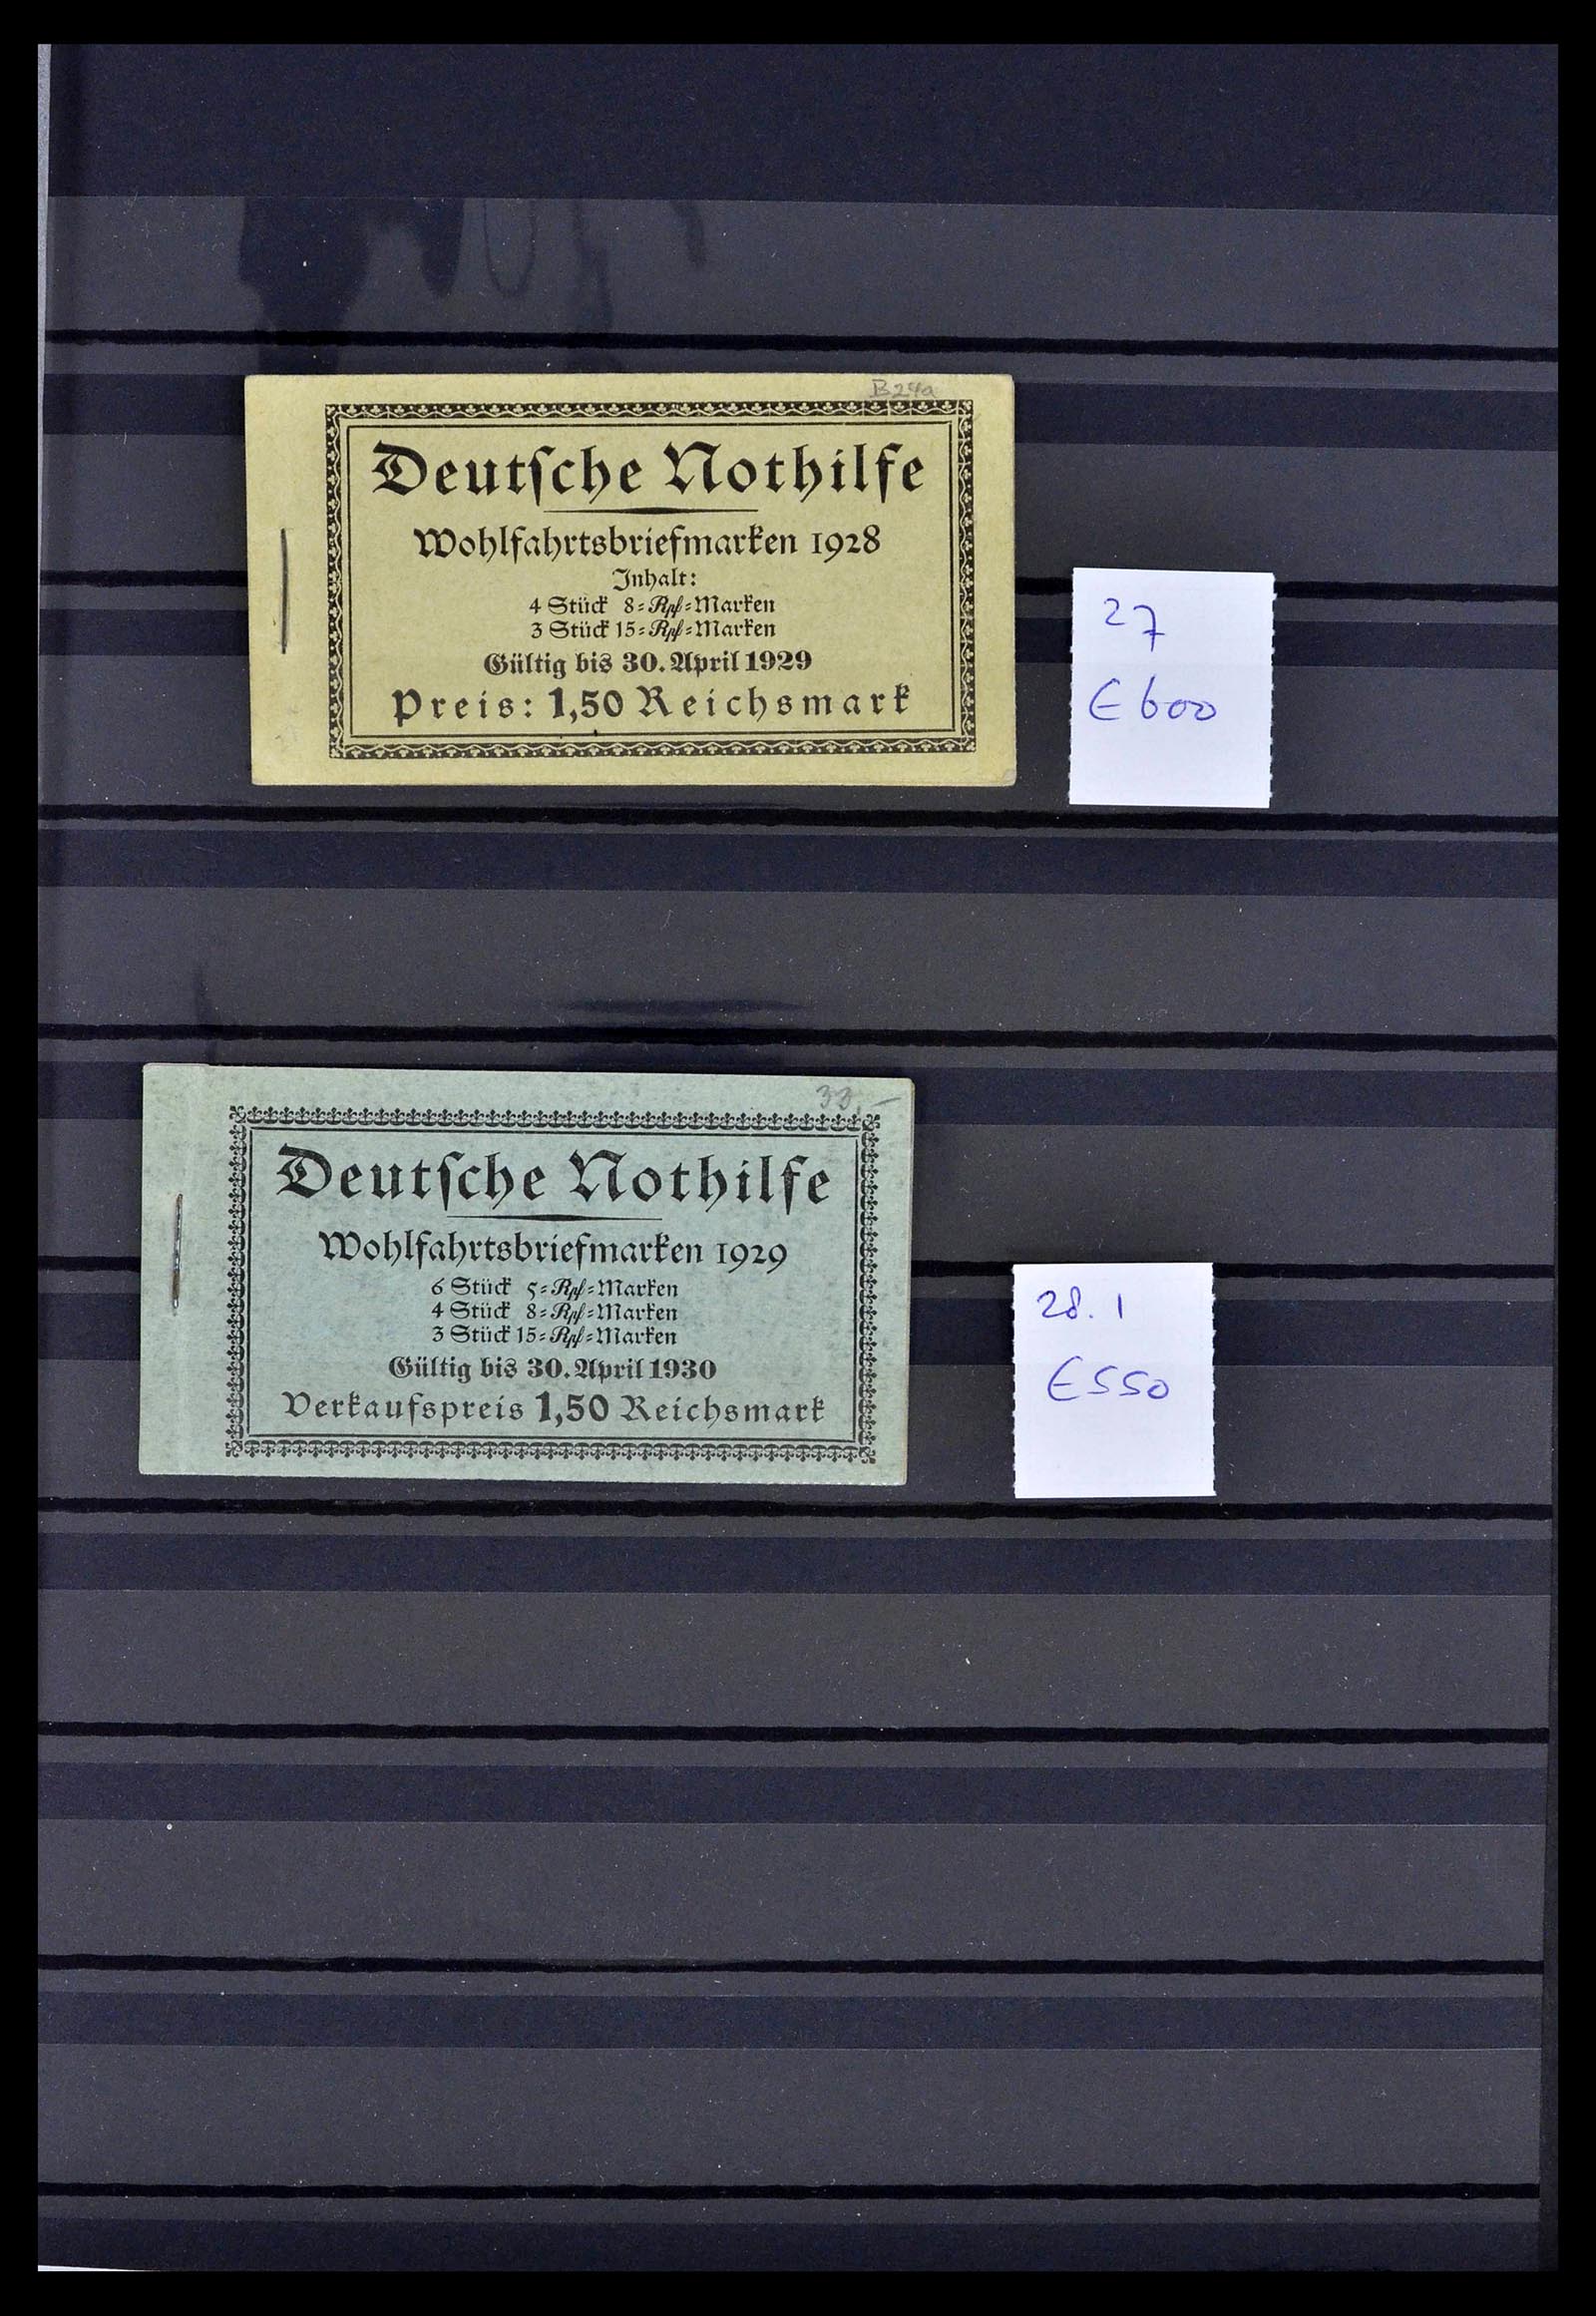 B24a
Deutsche Nothilfe
Wohlfahrtsbriefmarken 1928
Inhalt:
4 Stück 8=Rpf=Marken
3 Stück 15=Rpf=Marken
Gültig bis 30. April 1929
Preis: 1,50 Reichsmark
27
€ 600
33,-
Deutsche Nothilfe
Wohlfahrtsbriefmarken 1929
6 Stück 5=Rpf=Marken
4 Stück 8=Rpf=Marken
3 Stück 15=Rpf=Marken
Gültig bis 30. April 1930
Verkaufspreis 1,50 Reichsmark
28.1
€ 550